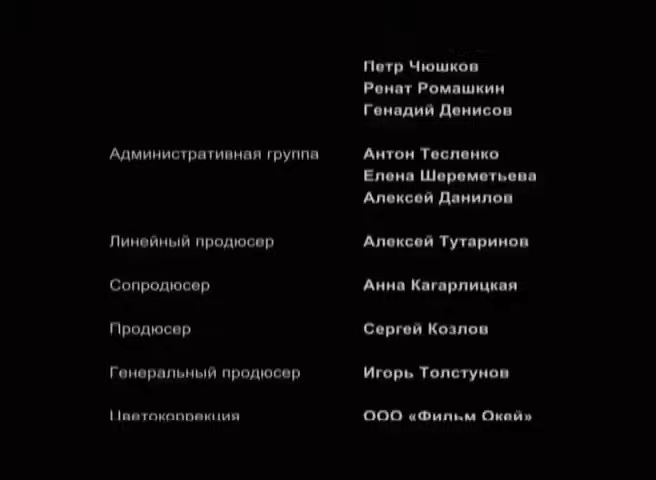 Петр Чюшков
Ренат Ромашкин
Генадий Денисов
Административная группа Антон Тесленко
Елена Шереметьева
Алексей Данилов
Линейный продюсер Алексей Тутаринов
Сопродюсер Анна Кагарлицкая
Продюсер Сергей Козлов
Генеральный продюсер Игорь Толстунов
Цветокоррекция ООО «Фильм Окей»